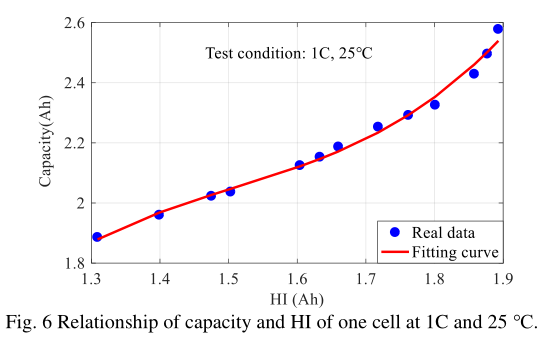 2.6
Test condition: 1C, 25℃
2.4
Capacity(Ah)
2.2
2
Real data
Fitting curve
1.8
1.3 1.4 1.5 1.6 1.7 1.8 1.9
HI (Ah)
Fig. 6 Relationship of capacity and HI of one cell at 1C and 25 ℃.